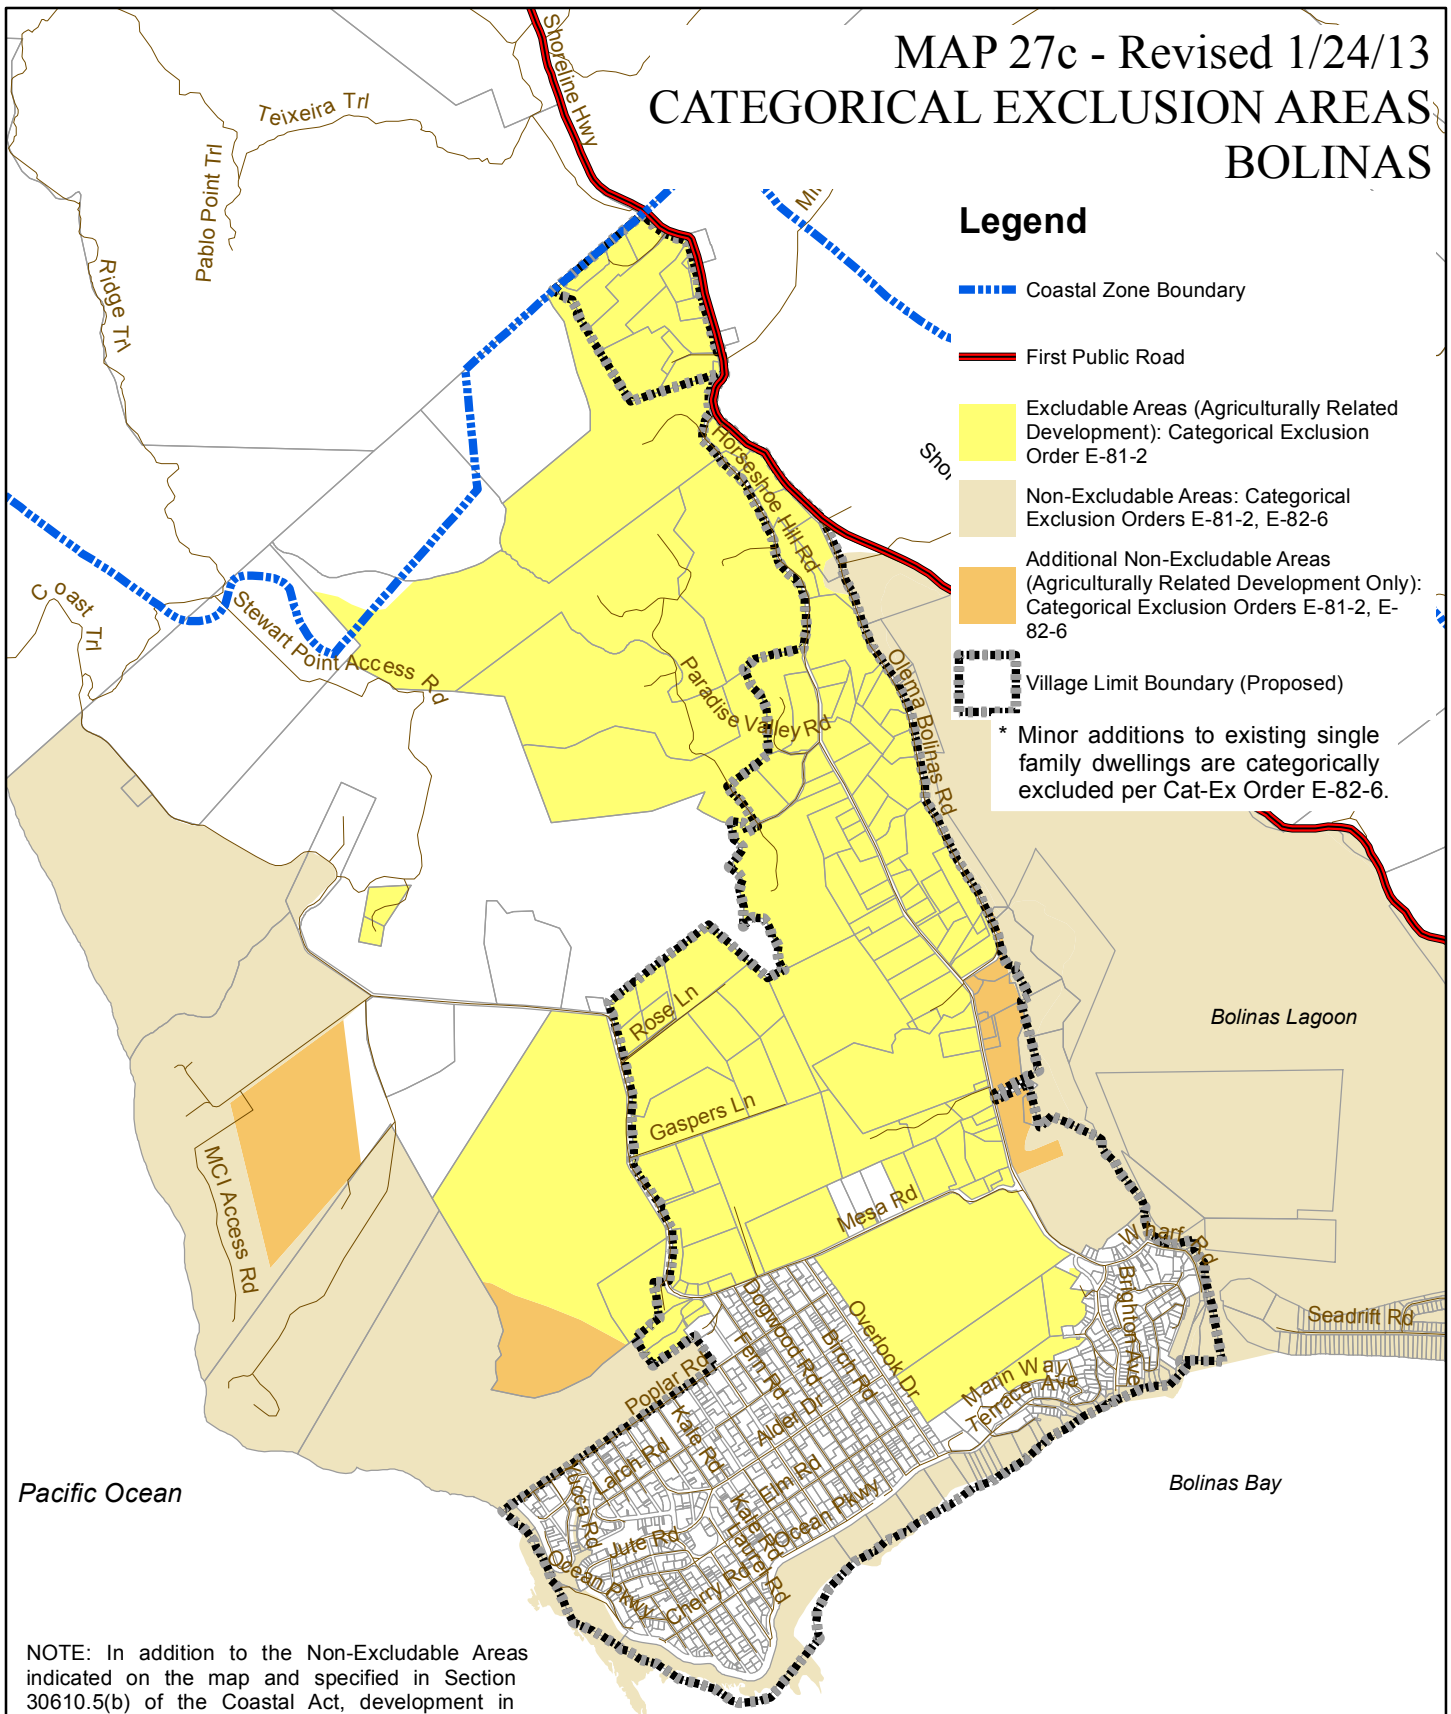 MAP 27c - Revised 1/24/13
CATEGORICAL EXCLUSION AREAS
BOLINAS
Legend
Coastal Zone Boundary
First Public Road
Excludable Areas (Agriculturally Related
Development): Categorical Exclusion
Order E-81-2
Non-Excludable Areas: Categorical
Exclusion Orders E-81-2, E-82-6
Additional Non-Excludable Areas
(Agriculturally Related Development Only):
Categorical Exclusion Orders E-81-2, E-
82-6
Village Limit Boundary (Proposed)
* Minor additions to existing single
family dwellings are categorically
excluded per Cat-Ex Order E-82-6.
Shoreline Hwy
Teixeira Trl
Pablo Point Trl
Ridge Trl
Coast Trl
Stewart Point Access Rd
Horseshoe Hill Rd
Paradise Valley Rd
Olema Bolinas Rd
Rose Ln
Gaspers Ln
Mesa Rd
MCI Access Rd
Bolinas Lagoon
Wharf Rd
Brighton Ave
Seadrift Rd
Overlook Dr
Dogwood Rd
Birch Rd
Fern Rd
Alder Dr
Marin Way
Terrace Ave
Poplar Rd
Kale Rd
Larch Rd
Yucca Rd
Elm Rd
Ocean Pkwy
Kale Rd
Laurel Rd
Jute Rd
Cherry Rd
Ocean Pkwy
Pacific Ocean
Bolinas Bay
NOTE: In addition to the Non-Excludable Areas
indicated on the map and specified in Section
30610.5(b) of the Coastal Act, development in